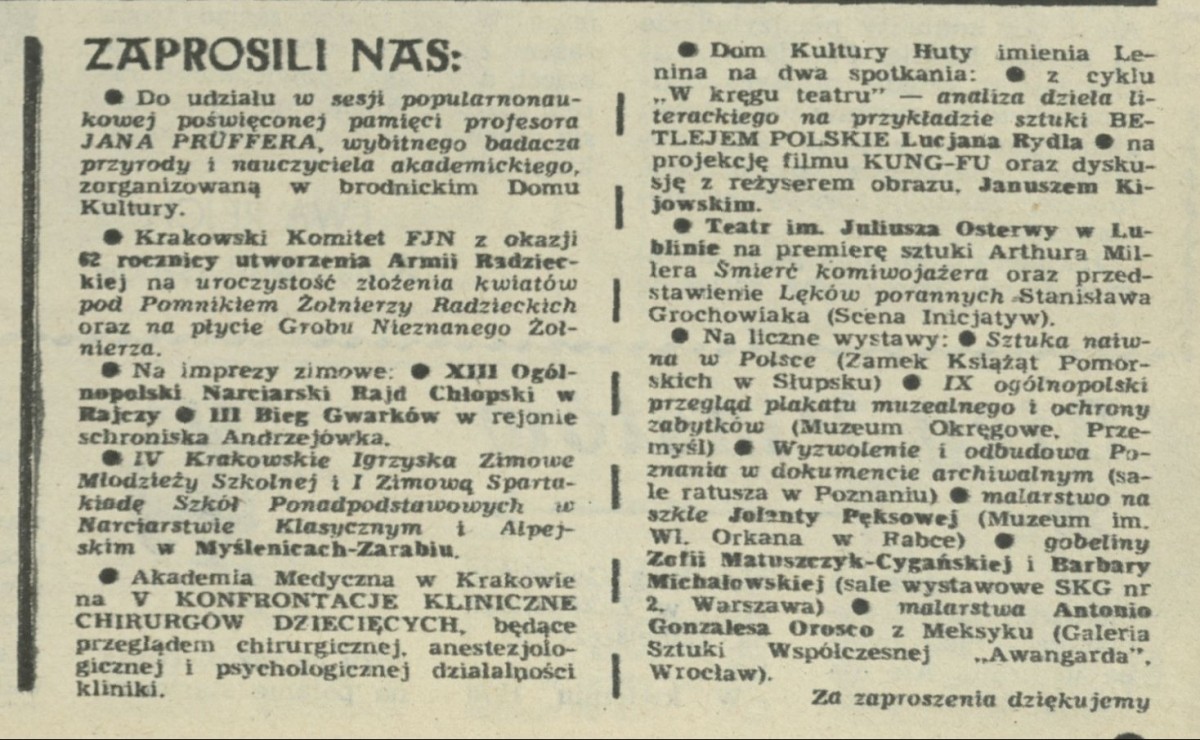 ZAPROSILI NAS:
● Do udziału w sesji popularnonau-
kowej poświęconej pamięci profesora
JANA PRÜFFERA, wybitnego badacza
przyrody i nauczyciela akademickiego,
zorganizowaną w brodnickim Domu
Kultury.
● Krakowski Komitet FJN z okazji
62 rocznicy utworzenia Armii Radziec-
kiej na uroczystość złożenia kwiatów
pod Pomnikiem Żołnierzy Radzieckich
oraz na płycie Grobu Nieznanego Żoł-
nierza.
● Na imprezy zimowe: ● XIII Ogól-
nopolski Narciarski Rajd Chłopski w
Rajczy ● III Bieg Gwarków w rejonie
schroniska Andrzejówka.
● IV Krakowskie Igrzyska Zimowe
Młodzieży Szkolnej i I Zimową Sparta-
kiadę Szkół Ponadpodstawowych w
Narciarstwie Klasycznym i Alpej-
skim w Myślenicach-Zarabiu.
● Akademia Medyczna w Krakowie
na V KONFRONTACJE KLINICZNE
CHIRURGÓW DZIECIĘCYCH, będące
przeglądem chirurgicznej, anestezjolo-
gicznej i psychologicznej działalności
kliniki.
● Dom Kultury Huty imienia Le-
nina na dwa spotkania: ● z cyklu
„W kręgu teatru” — analiza dzieła li-
terackiego na przykładzie sztuki BE-
TLEJEM POLSKIE Lucjana Rydla ● na
projekcję filmu KUNG-FU oraz dysku-
sję z reżyserem obrazu, Januszem Ki-
jowskim.
● Teatr im. Juliusza Osterwy w Lu-
blinie na premierę sztuki Arthura Mil-
lera Śmierć komiwojażera oraz przed-
stawienie Lęków porannych Stanisława
Grochowiaka (Scena Inicjatyw).
● Na liczne wystawy: ● Sztuka naiw-
na w Polsce (Zamek Książąt Pomor-
skich w Słupsku) ● IX ogólnopolski
przegląd plakatu muzealnego i ochrony
zabytków (Muzeum Okręgowe, Prze-
myśl) ● Wyzwolenie i odbudowa Po-
znania w dokumencie archiwalnym (sa-
le ratusza w Poznaniu) ● malarstwo na
szkle Jolanty Pęksowej (Muzeum im.
Wł. Orkana w Rabce) ● gobeliny
Zofii Matuszczyk-Cygańskiej i Barbary
Michałowskiej (sale wystawowe SKG nr
2, Warszawa) ● malarstwa Antonio
Gonzalesa Orosco z Meksyku (Galeria
Sztuki Współczesnej „Awangarda”,
Wrocław).
Za zaproszenia dziękujemy